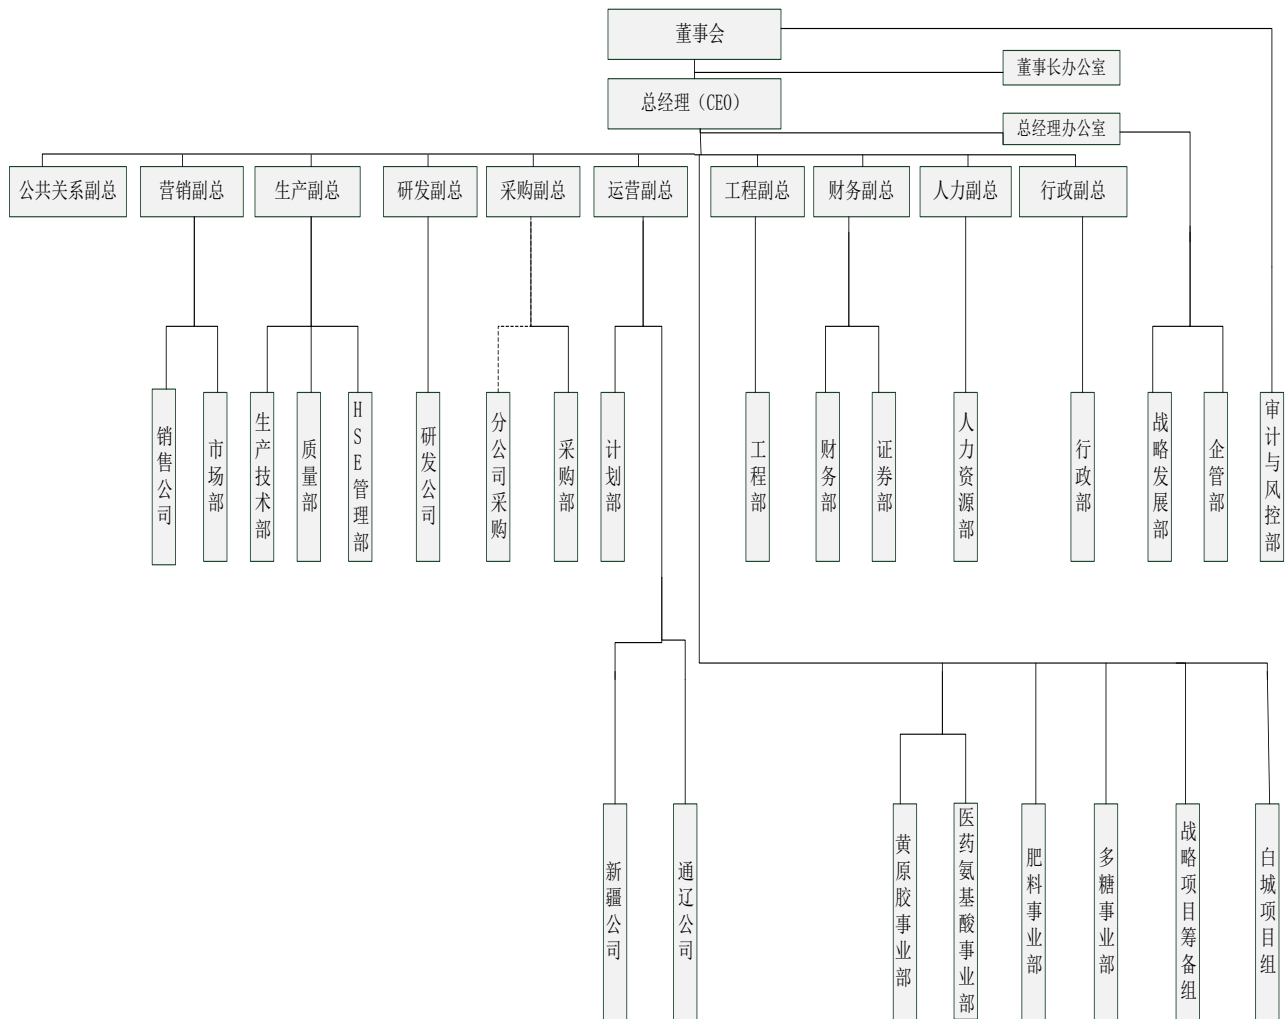 董事会
董事长办公室
总经理（CEO）
总经理办公室
公共关系副总
营销副总
生产副总
研发副总
采购副总
运营副总
工程副总
财务副总
人力副总
行政副总
销售公司
市场部
生产技术部
质量部
HSE管理部
研发公司
分公司采购
采购部
计划部
工程部
财务部
证券部
人力资源部
行政部
战略发展部
企管部
审计与风控部
新疆公司
通辽公司
黄原胶事业部
医药氨基酸事业部
肥料事业部
多糖事业部
战略项目筹备组
白城项目组